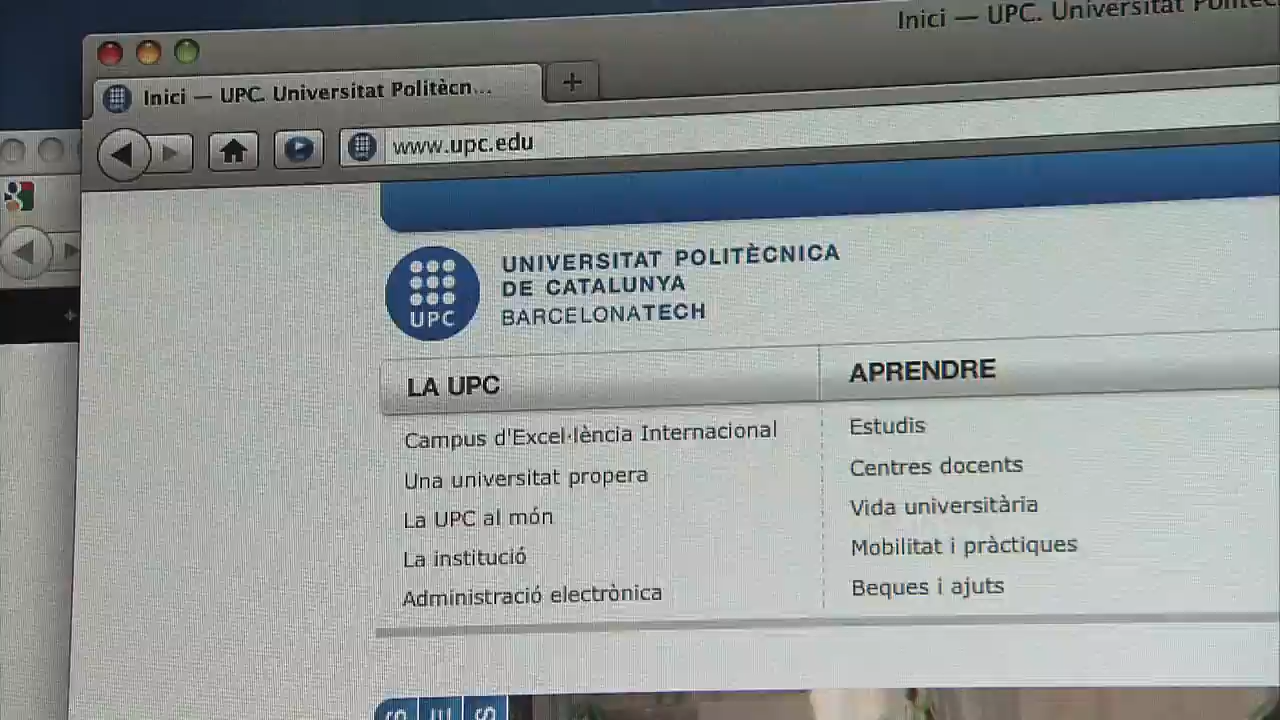 Inici — UPC. Universitat Politèc
Inici — UPC. Universitat Politècn...
www.upc.edu
UPC
UNIVERSITAT POLITÈCNICA
DE CATALUNYA
BARCELONATECH
LA UPC
Campus d'Excel·lència Internacional
Una universitat propera
La UPC al món
La institució
Administració electrònica
APRENDRE
Estudis
Centres docents
Vida universitària
Mobilitat i pràctiques
Beques i ajuts